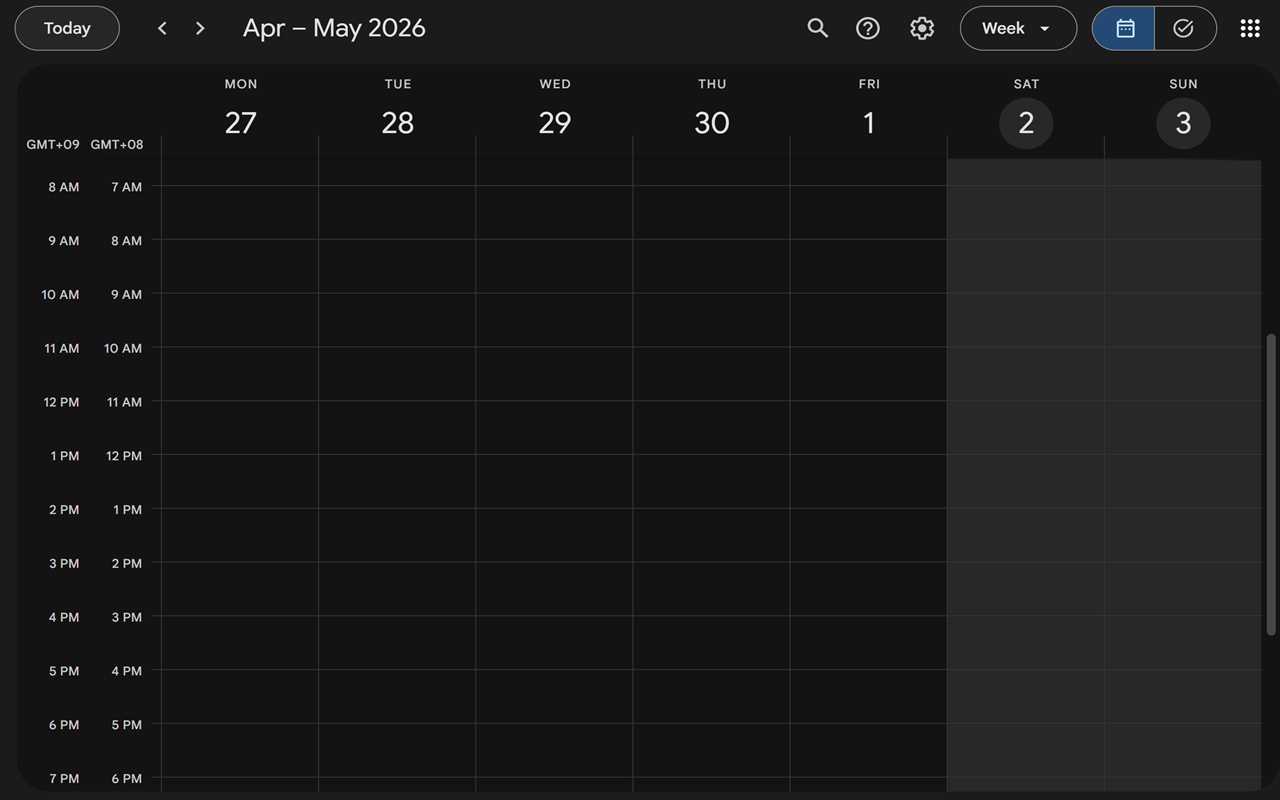 Today
Apr – May 2026
Week
MON TUE WED THU FRI SAT SUN
27 28 29 30 1 2 3
GMT+09 GMT+08
8 AM 7 AM
9 AM 8 AM
10 AM 9 AM
11 AM 10 AM
12 PM 11 AM
1 PM 12 PM
2 PM 1 PM
3 PM 2 PM
4 PM 3 PM
5 PM 4 PM
6 PM 5 PM
7 PM 6 PM